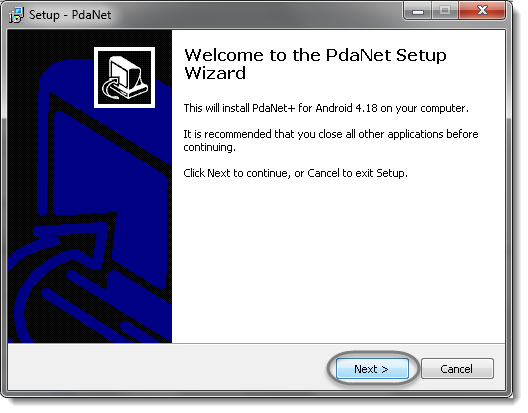 Setup - PdaNet
Welcome to the PdaNet Setup
Wizard
This will install PdaNet+ for Android 4.18 on your computer.
It is recommended that you close all other applications before
continuing.
Click Next to continue, or Cancel to exit Setup.
Next >
Cancel